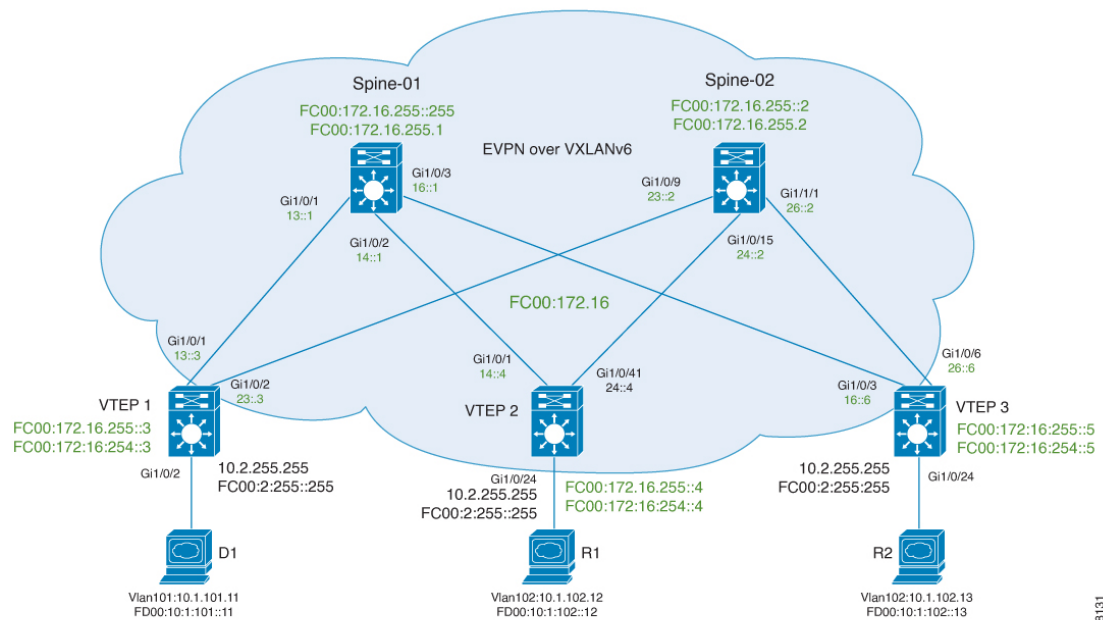 Spine-01
FC00:172.16.255::255
FC00:172.16.255.1
Spine-02
FC00:172.16.255::2
FC00:172.16.255.2
EVPN over VXLANv6
Gi1/0/3
16::1
Gi1/0/1
13::1
Gi1/0/2
14::1
Gi1/0/9
23::2
Gi1/1/1
26::2
Gi1/0/15
24::2
FC00:172.16
Gi1/0/1
13::3
Gi1/0/2
23:.3
VTEP 1
FC00:172.16.255::3
FC00:172:16:254::3
Gi1/0/2
10.2.255.255
FC00:2:255::255
Gi1/0/1
14::4
Gi1/0/41
24::4
VTEP 2
Gi1/0/24
10.2.255.255
FC00:2:255::255
FC00:172.16.255::4
FC00:172:16:254::4
Gi1/0/6
26::6
Gi1/0/3
16::6
VTEP 3
FC00:172:16:255::5
FC00:172:16:254::5
10.2.255.255
FC00:2:255:255
Gi1/0/24
D1
Vlan101:10.1.101.11
FD00:10:1:101::11
R1
Vlan102:10.1.102.12
FD00:10:1:102::12
R2
Vlan102:10.1.102.13
FD00:10:1:102::13